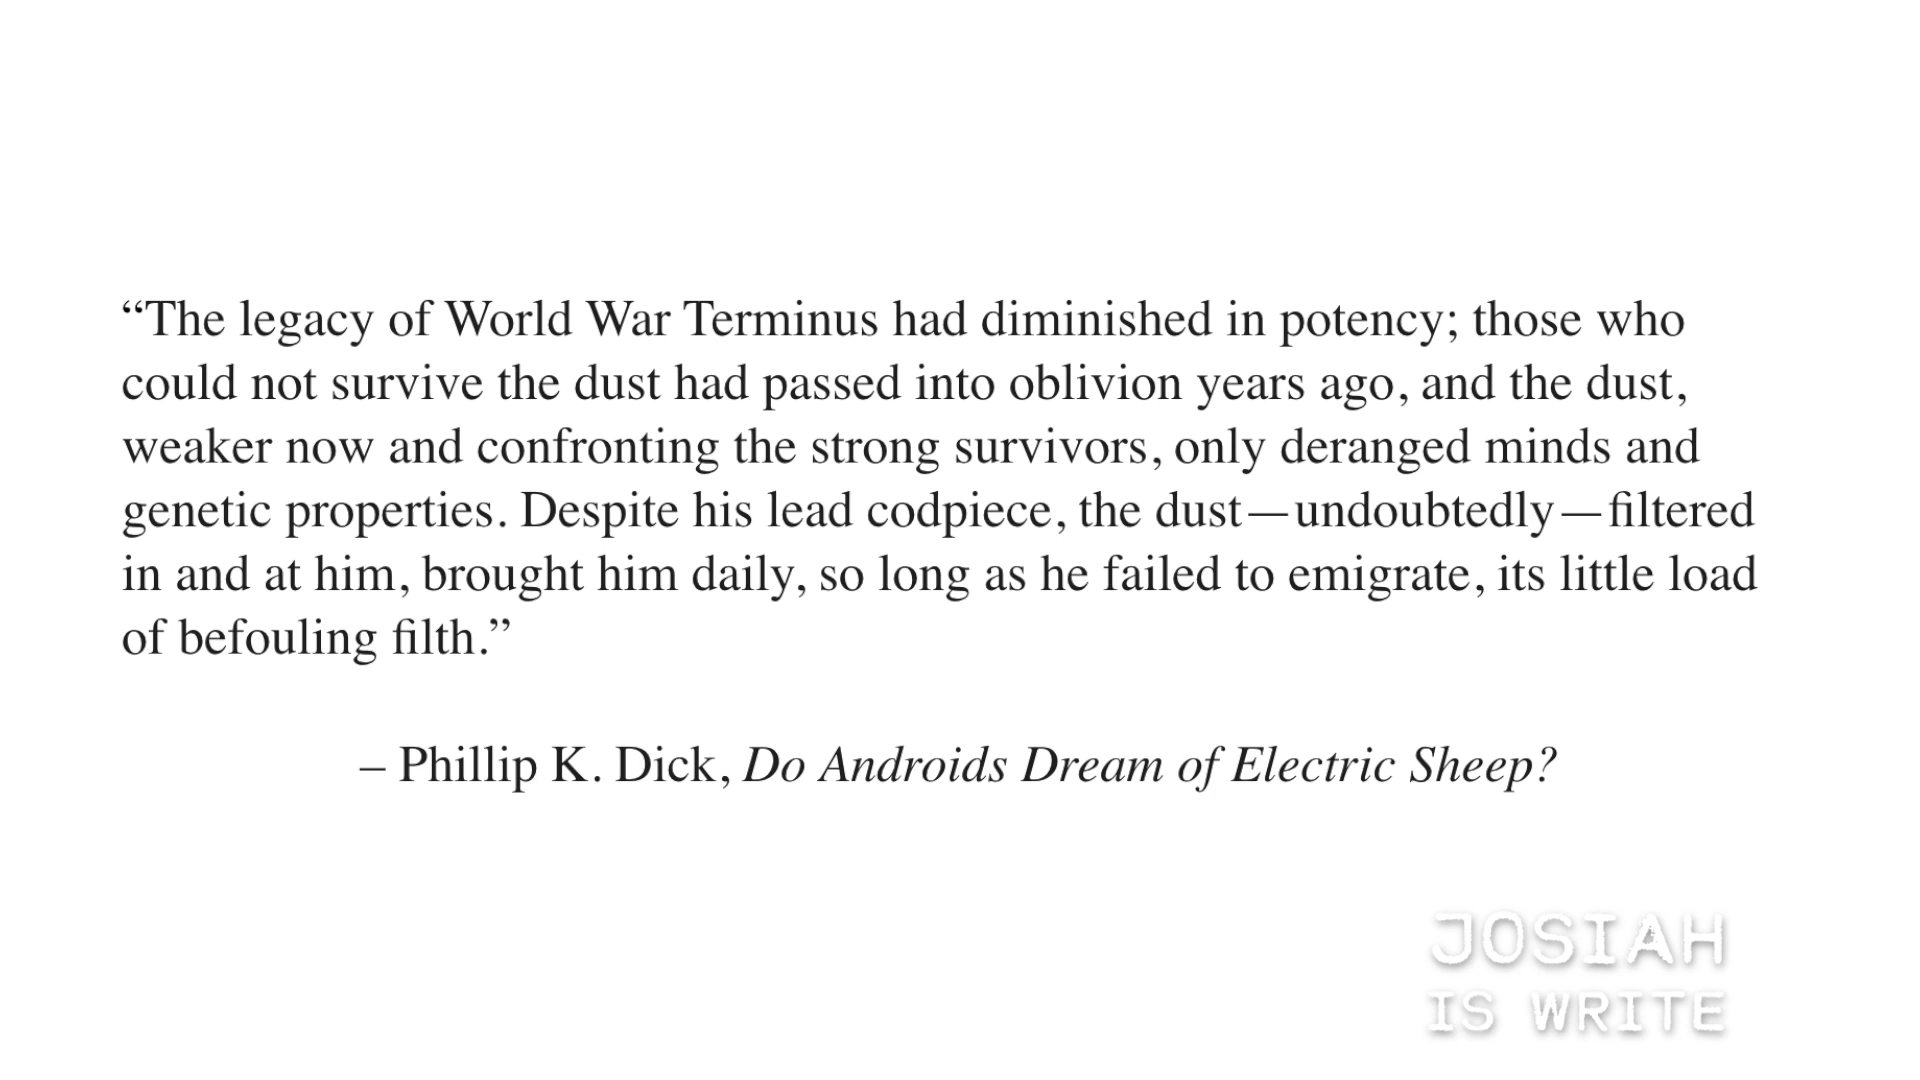 “The legacy of World War Terminus had diminished in potency; those who
could not survive the dust had passed into oblivion years ago, and the dust,
weaker now and confronting the strong survivors, only deranged minds and
genetic properties. Despite his lead codpiece, the dust—undoubtedly—filtered
in and at him, brought him daily, so long as he failed to emigrate, its little load
of befouling filth.”
– Phillip K. Dick, Do Androids Dream of Electric Sheep?
JOSIAH
IS WRITE